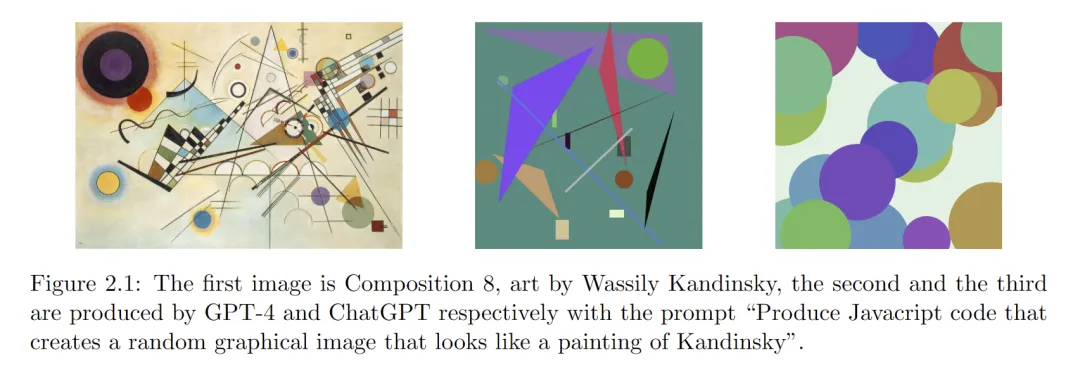 Figure 2.1: The first image is Composition 8, art by Wassily Kandinsky, the second and the third
are produced by GPT-4 and ChatGPT respectively with the prompt “Produce Javacript code that
creates a random graphical image that looks like a painting of Kandinsky”.